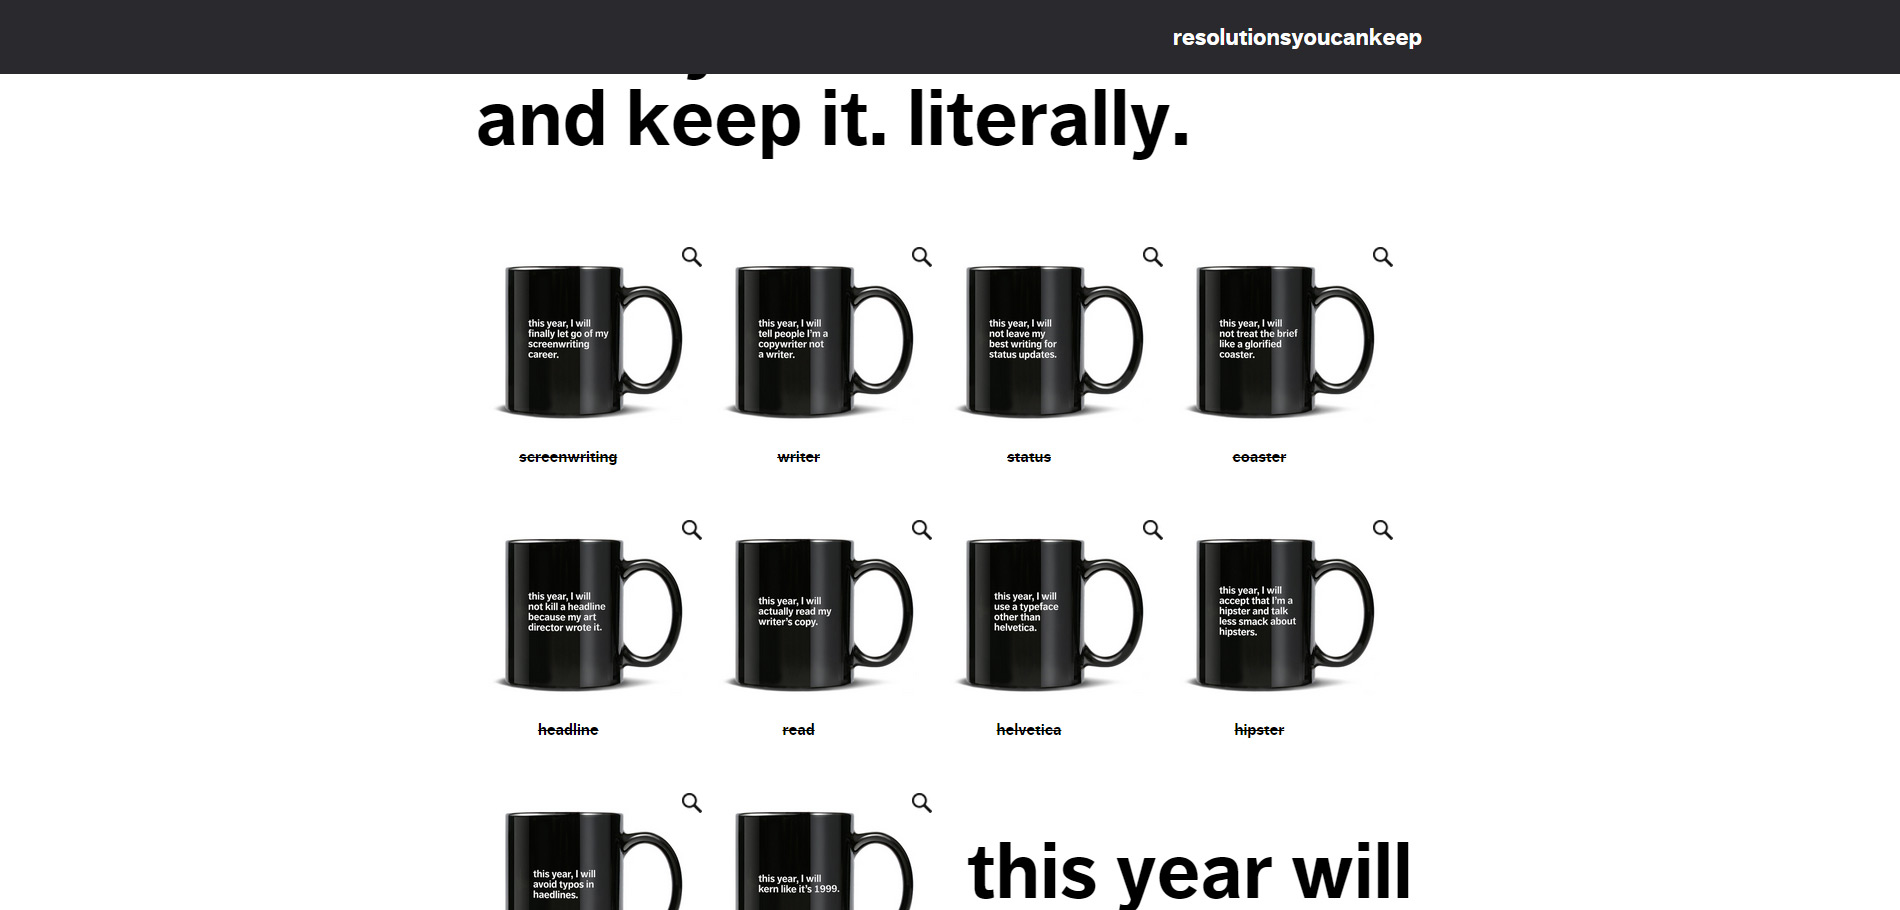 resolutionsyoucankeep
and keep it. literally.
this year, I will
finally let go of my
screenwriting
career.
this year, I will
tell people I'm a
copywriter not
a writer.
this year, I will
not leave my
best writing for
status updates.
this year, I will
not treat the brief
like a glorified
coaster.
screenwriting
writer
status
coaster
this year, I will
not kill a headline
because my art
director wrote it.
this year, I will
actually read my
writer's copy.
this year, I will
use a typeface
other than
helvetica.
this year, I will
accept that I'm a
hipster and talk
less smack about
hipsters.
headline
read
helvetica
hipster
this year, I will
avoid typos in
haedlines.
this year, I will
kern like it's 1999.
this year will